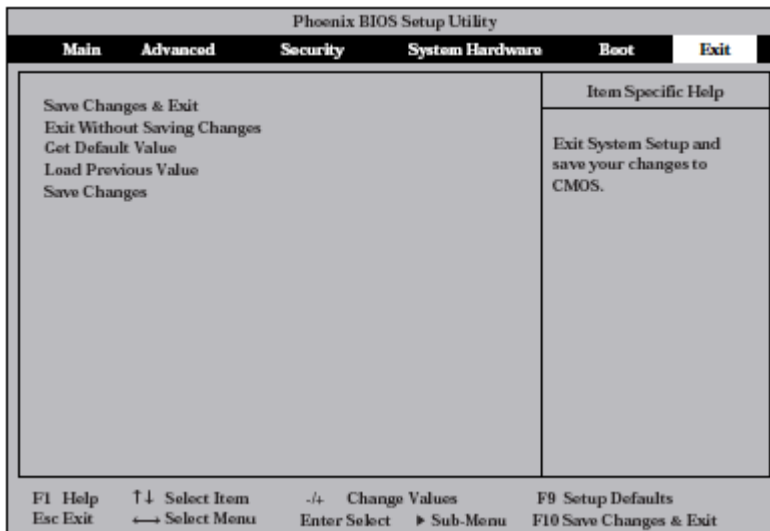 Phoenix BIOS Setup Utility
Main Advanced Security System Hardware Boot Exit
Save Changes & Exit
Exit Without Saving Changes
Get Default Value
Load Previous Value
Save Changes
Item Specific Help
Exit System Setup and
save your changes to
CMOS.
F1 Help ↑↓ Select Item -/+ Change Values F9 Setup Defaults
Esc Exit ←→ Select Menu Enter Select ▶ Sub-Menu F10 Save Changes & Exit